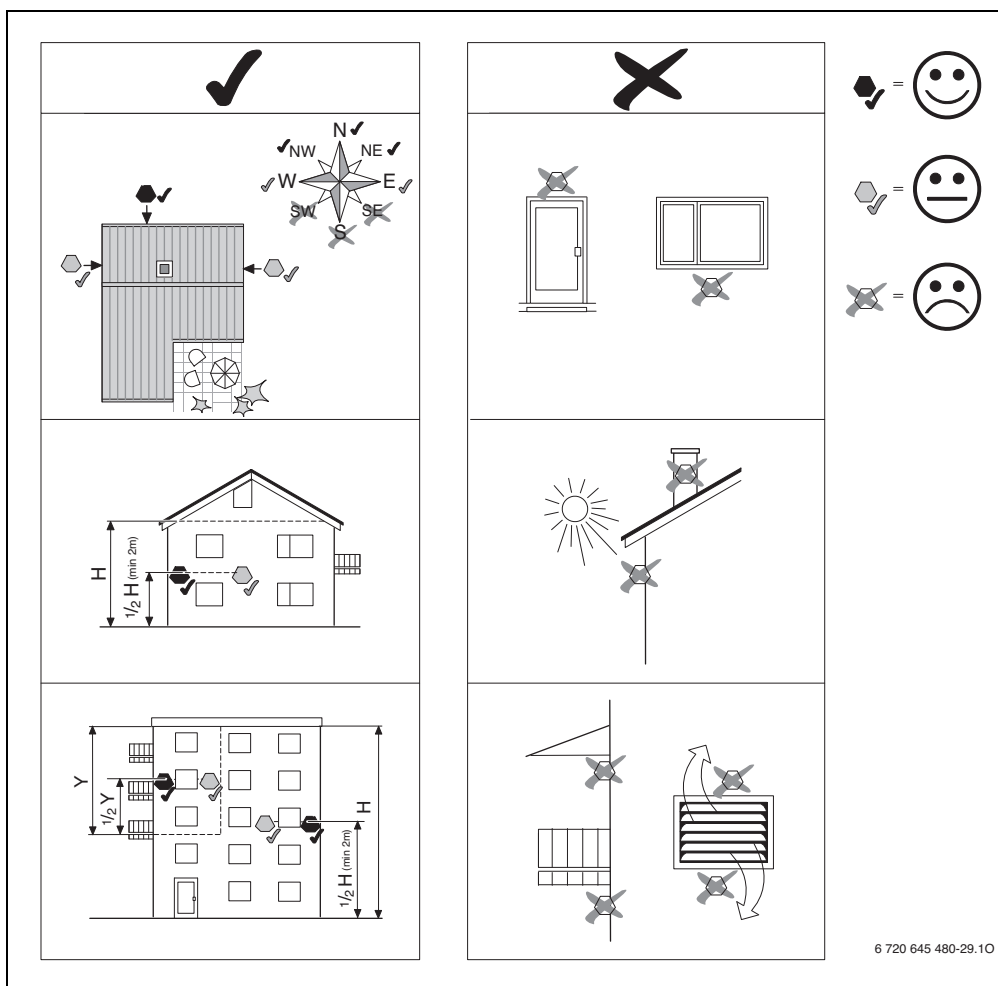 N
NW
NE
W
E
SW
SE
S
=
=
=
H
1/2 H (min 2m)
Y
1/2 Y
H
1/2 H (min 2m)
6 720 645 480-29.1O